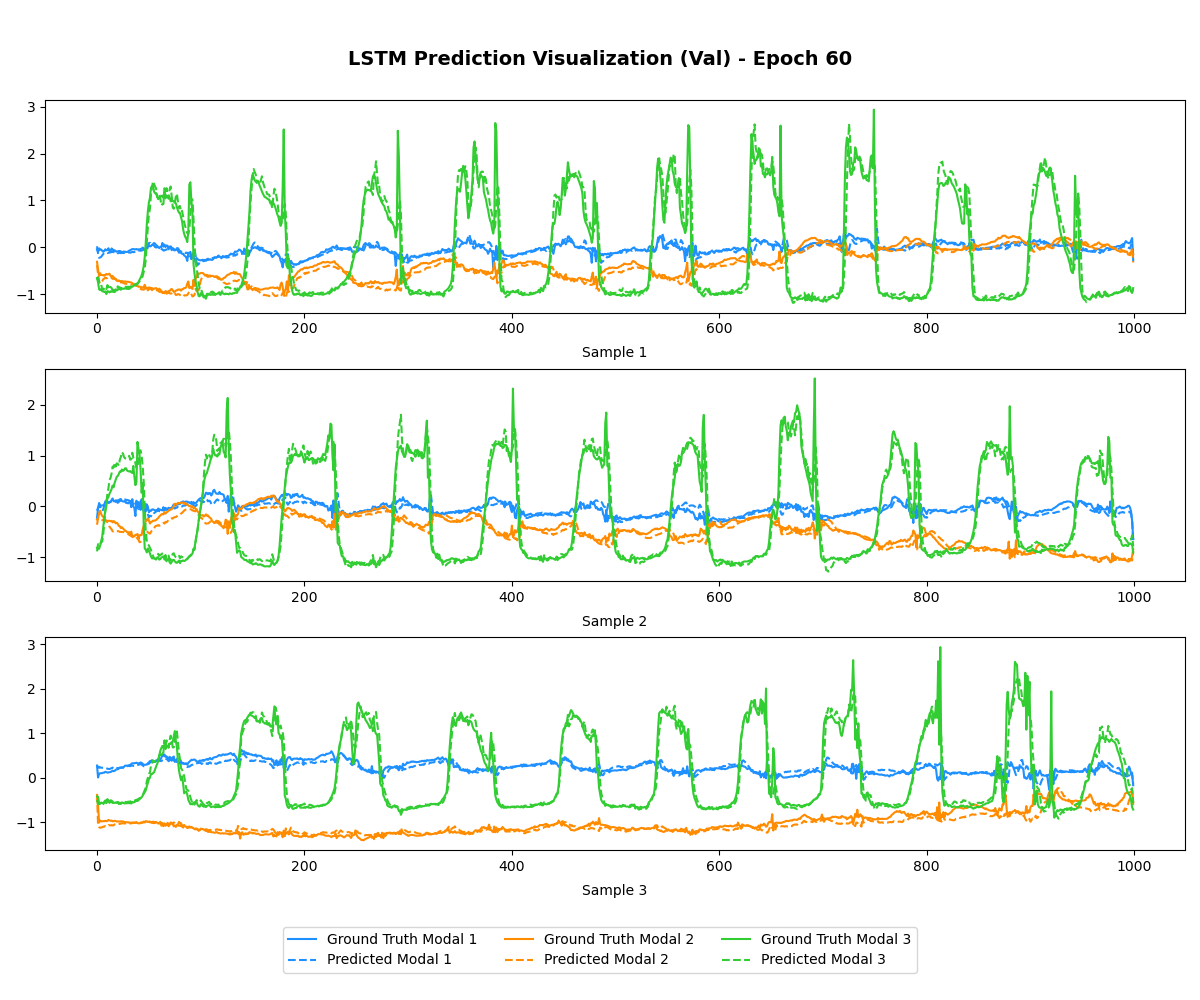 LSTM Prediction Visualization (Val) - Epoch 60
3
2
1
0
−1
0 200 400 600 800 1000
Sample 1
2
1
0
−1
0 200 400 600 800 1000
Sample 2
3
2
1
0
−1
0 200 400 600 800 1000
Sample 3
Ground Truth Modal 1 Ground Truth Modal 2 Ground Truth Modal 3
Predicted Modal 1 Predicted Modal 2 Predicted Modal 3